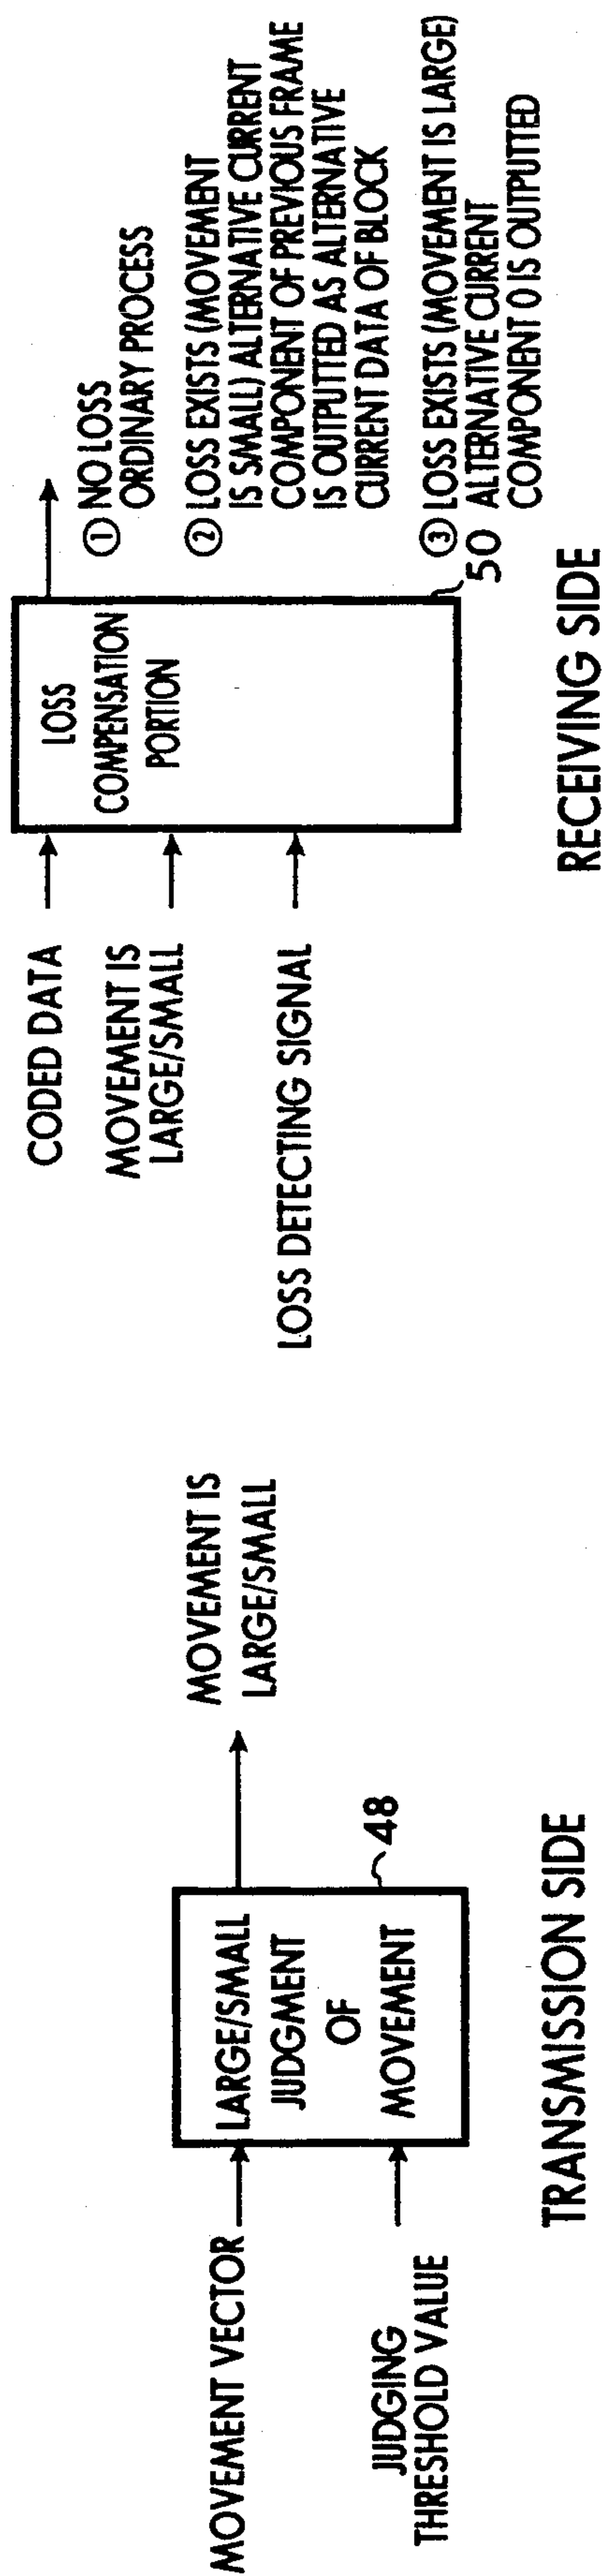 MOVEMENT VECTOR
JUDGING
THRESHOLD VALUE
LARGE/SMALL
JUDGMENT
OF
MOVEMENT
48
MOVEMENT IS
LARGE/SMALL
TRANSMISSION SIDE
CODED DATA
MOVEMENT IS
LARGE/SMALL
LOSS DETECTING SIGNAL
LOSS
COMPENSATION
PORTION
50
① NO LOSS
ORDINARY PROCESS
② LOSS EXISTS (MOVEMENT
IS SMALL) ALTERNATIVE CURRENT
COMPONENT OF PREVIOUS FRAME
IS OUTPUTTED AS ALTERNATIVE
CURRENT DATA OF BLOCK
③ LOSS EXISTS (MOVEMENT IS LARGE)
ALTERNATIVE CURRENT
COMPONENT 0 IS OUTPUTTED
RECEIVING SIDE